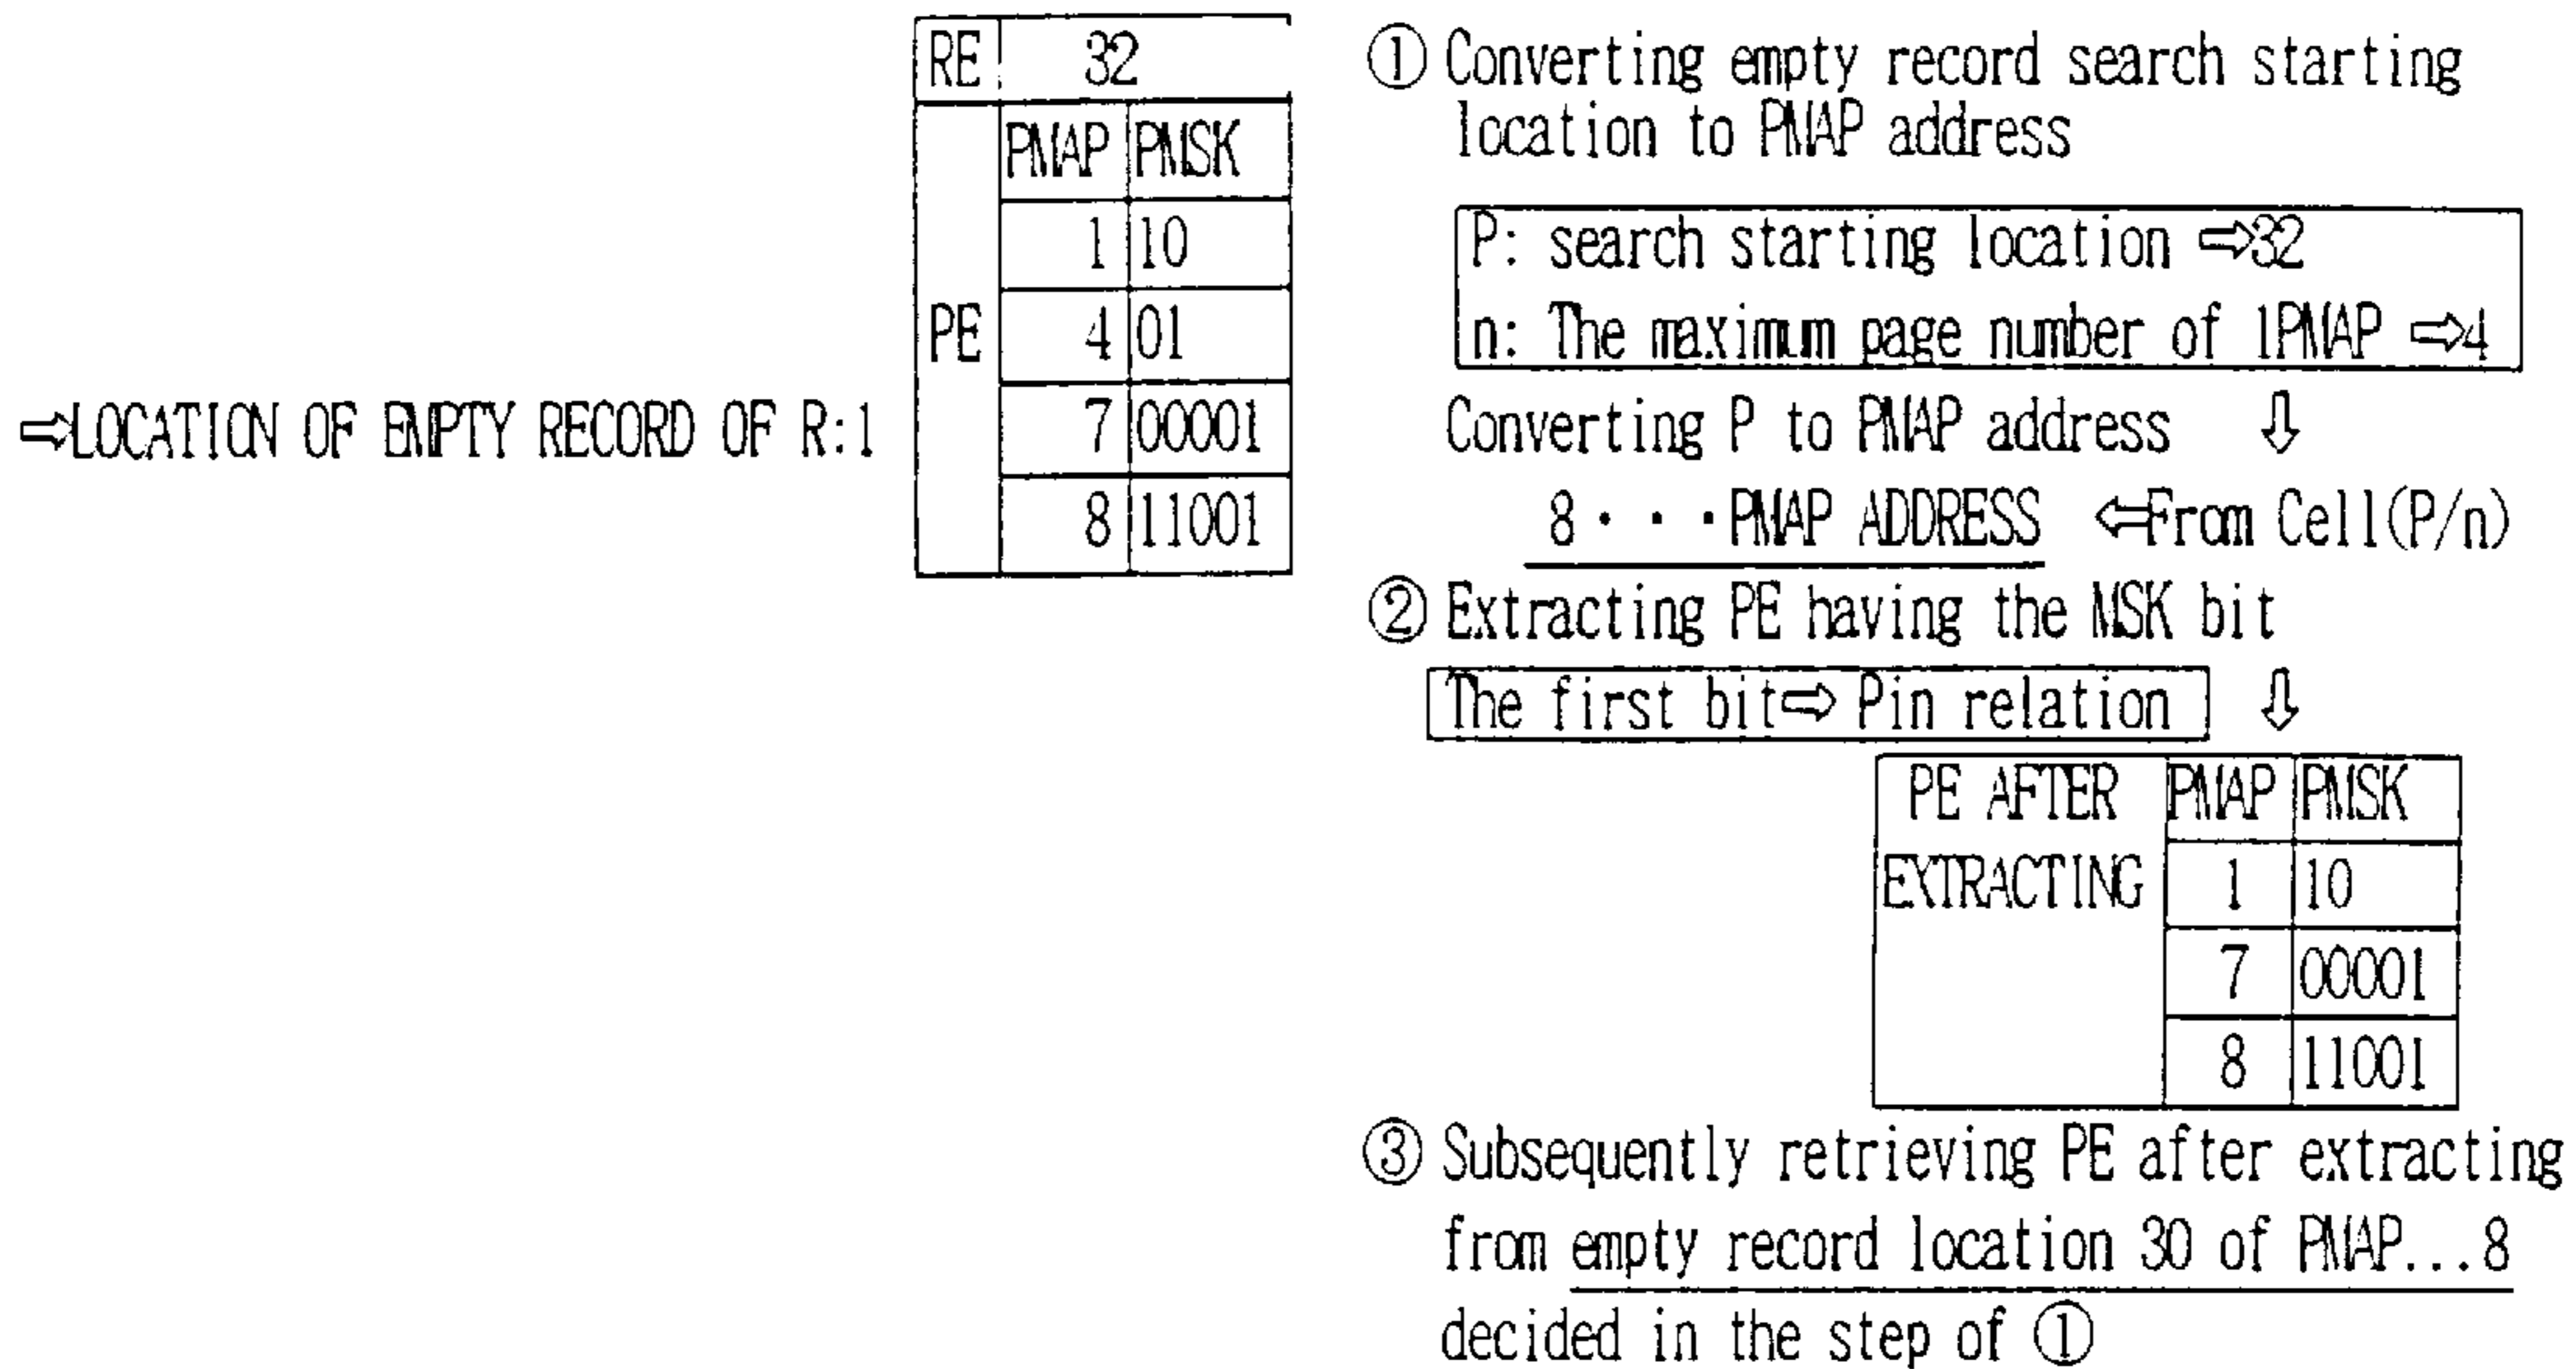 RE 32
PMAP PMSK
1 10
PE 4 01
7 00001
8 11001
⇨LOCATION OF EMPTY RECORD OF R:1
① Converting empty record search starting
location to PMAP address
P: search starting location ⇨32
n: The maximum page number of 1PMAP ⇨4
Converting P to PMAP address ⇩
8・・・PMAP ADDRESS ⇦From Cell(P/n)
② Extracting PE having the MSK bit
The first bit⇨ Pin relation ⇩
PE AFTER PMAP PMSK
EXTRACTING 1 10
7 00001
8 11001
③ Subsequently retrieving PE after extracting
from empty record location 30 of PMAP...8
decided in the step of ①